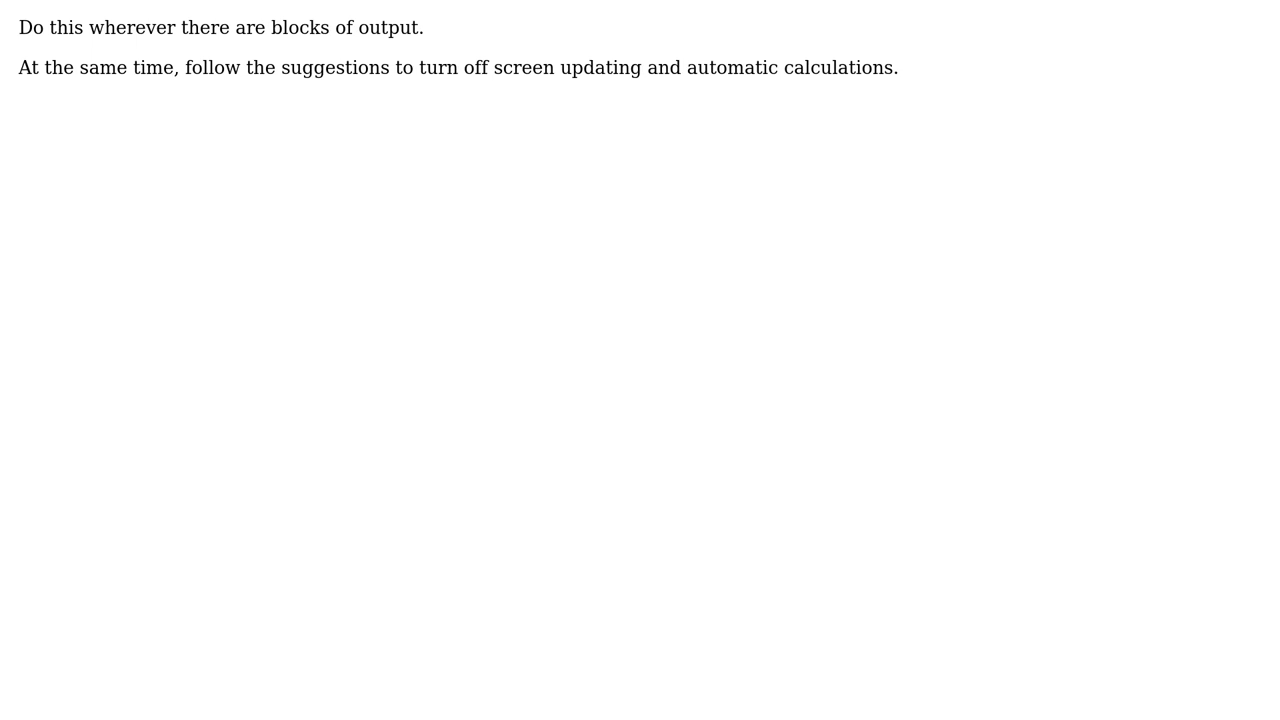 Do this wherever there are blocks of output.
At the same time, follow the suggestions to turn off screen updating and automatic calculations.